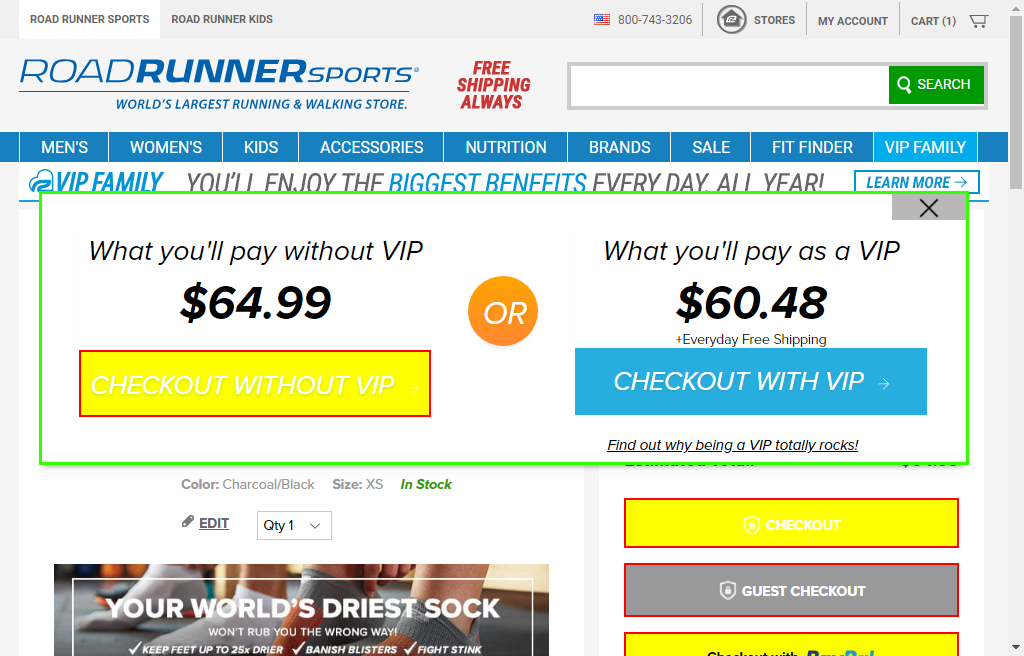 ROAD RUNNER SPORTS ROAD RUNNER KIDS 800-743-3206 STORES MY ACCOUNT CART (1)
ROADRUNNERSPORTS
WORLD'S LARGEST RUNNING & WALKING STORE.
FREE
SHIPPING
ALWAYS
SEARCH
MEN'S WOMEN'S KIDS ACCESSORIES NUTRITION BRANDS SALE FIT FINDER VIP FAMILY
VIP FAMILY YOU'LL ENJOY THE BIGGEST BENEFITS EVERY DAY, ALL YEAR! LEARN MORE →
What you'll pay without VIP
$64.99
CHECKOUT WITHOUT VIP →
OR
What you'll pay as a VIP
$60.48
+Everyday Free Shipping
CHECKOUT WITH VIP →
Find out why being a VIP totally rocks!
Color: Charcoal/Black Size: XS In Stock
EDIT Qty 1
YOUR WORLD'S DRIEST SOCK
WON'T RUB YOU THE WRONG WAY!
✓KEEP FEET UP TO 25x DRIER ✓BANISH BLISTERS ✓FIGHT STINK
CHECKOUT
GUEST CHECKOUT
Checkout with PayPal